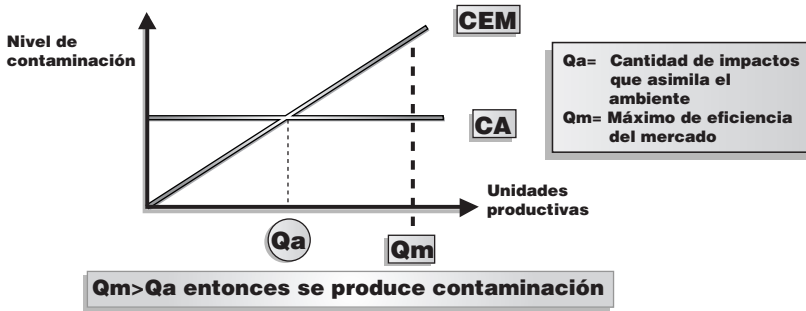 CEM
Nivel de
contaminación
Qa= Cantidad de impactos
que asimila el
ambiente
Qm= Máximo de eficiencia
del mercado
CA
Unidades
productivas
Qa
Qm
Qm>Qa entonces se produce contaminación